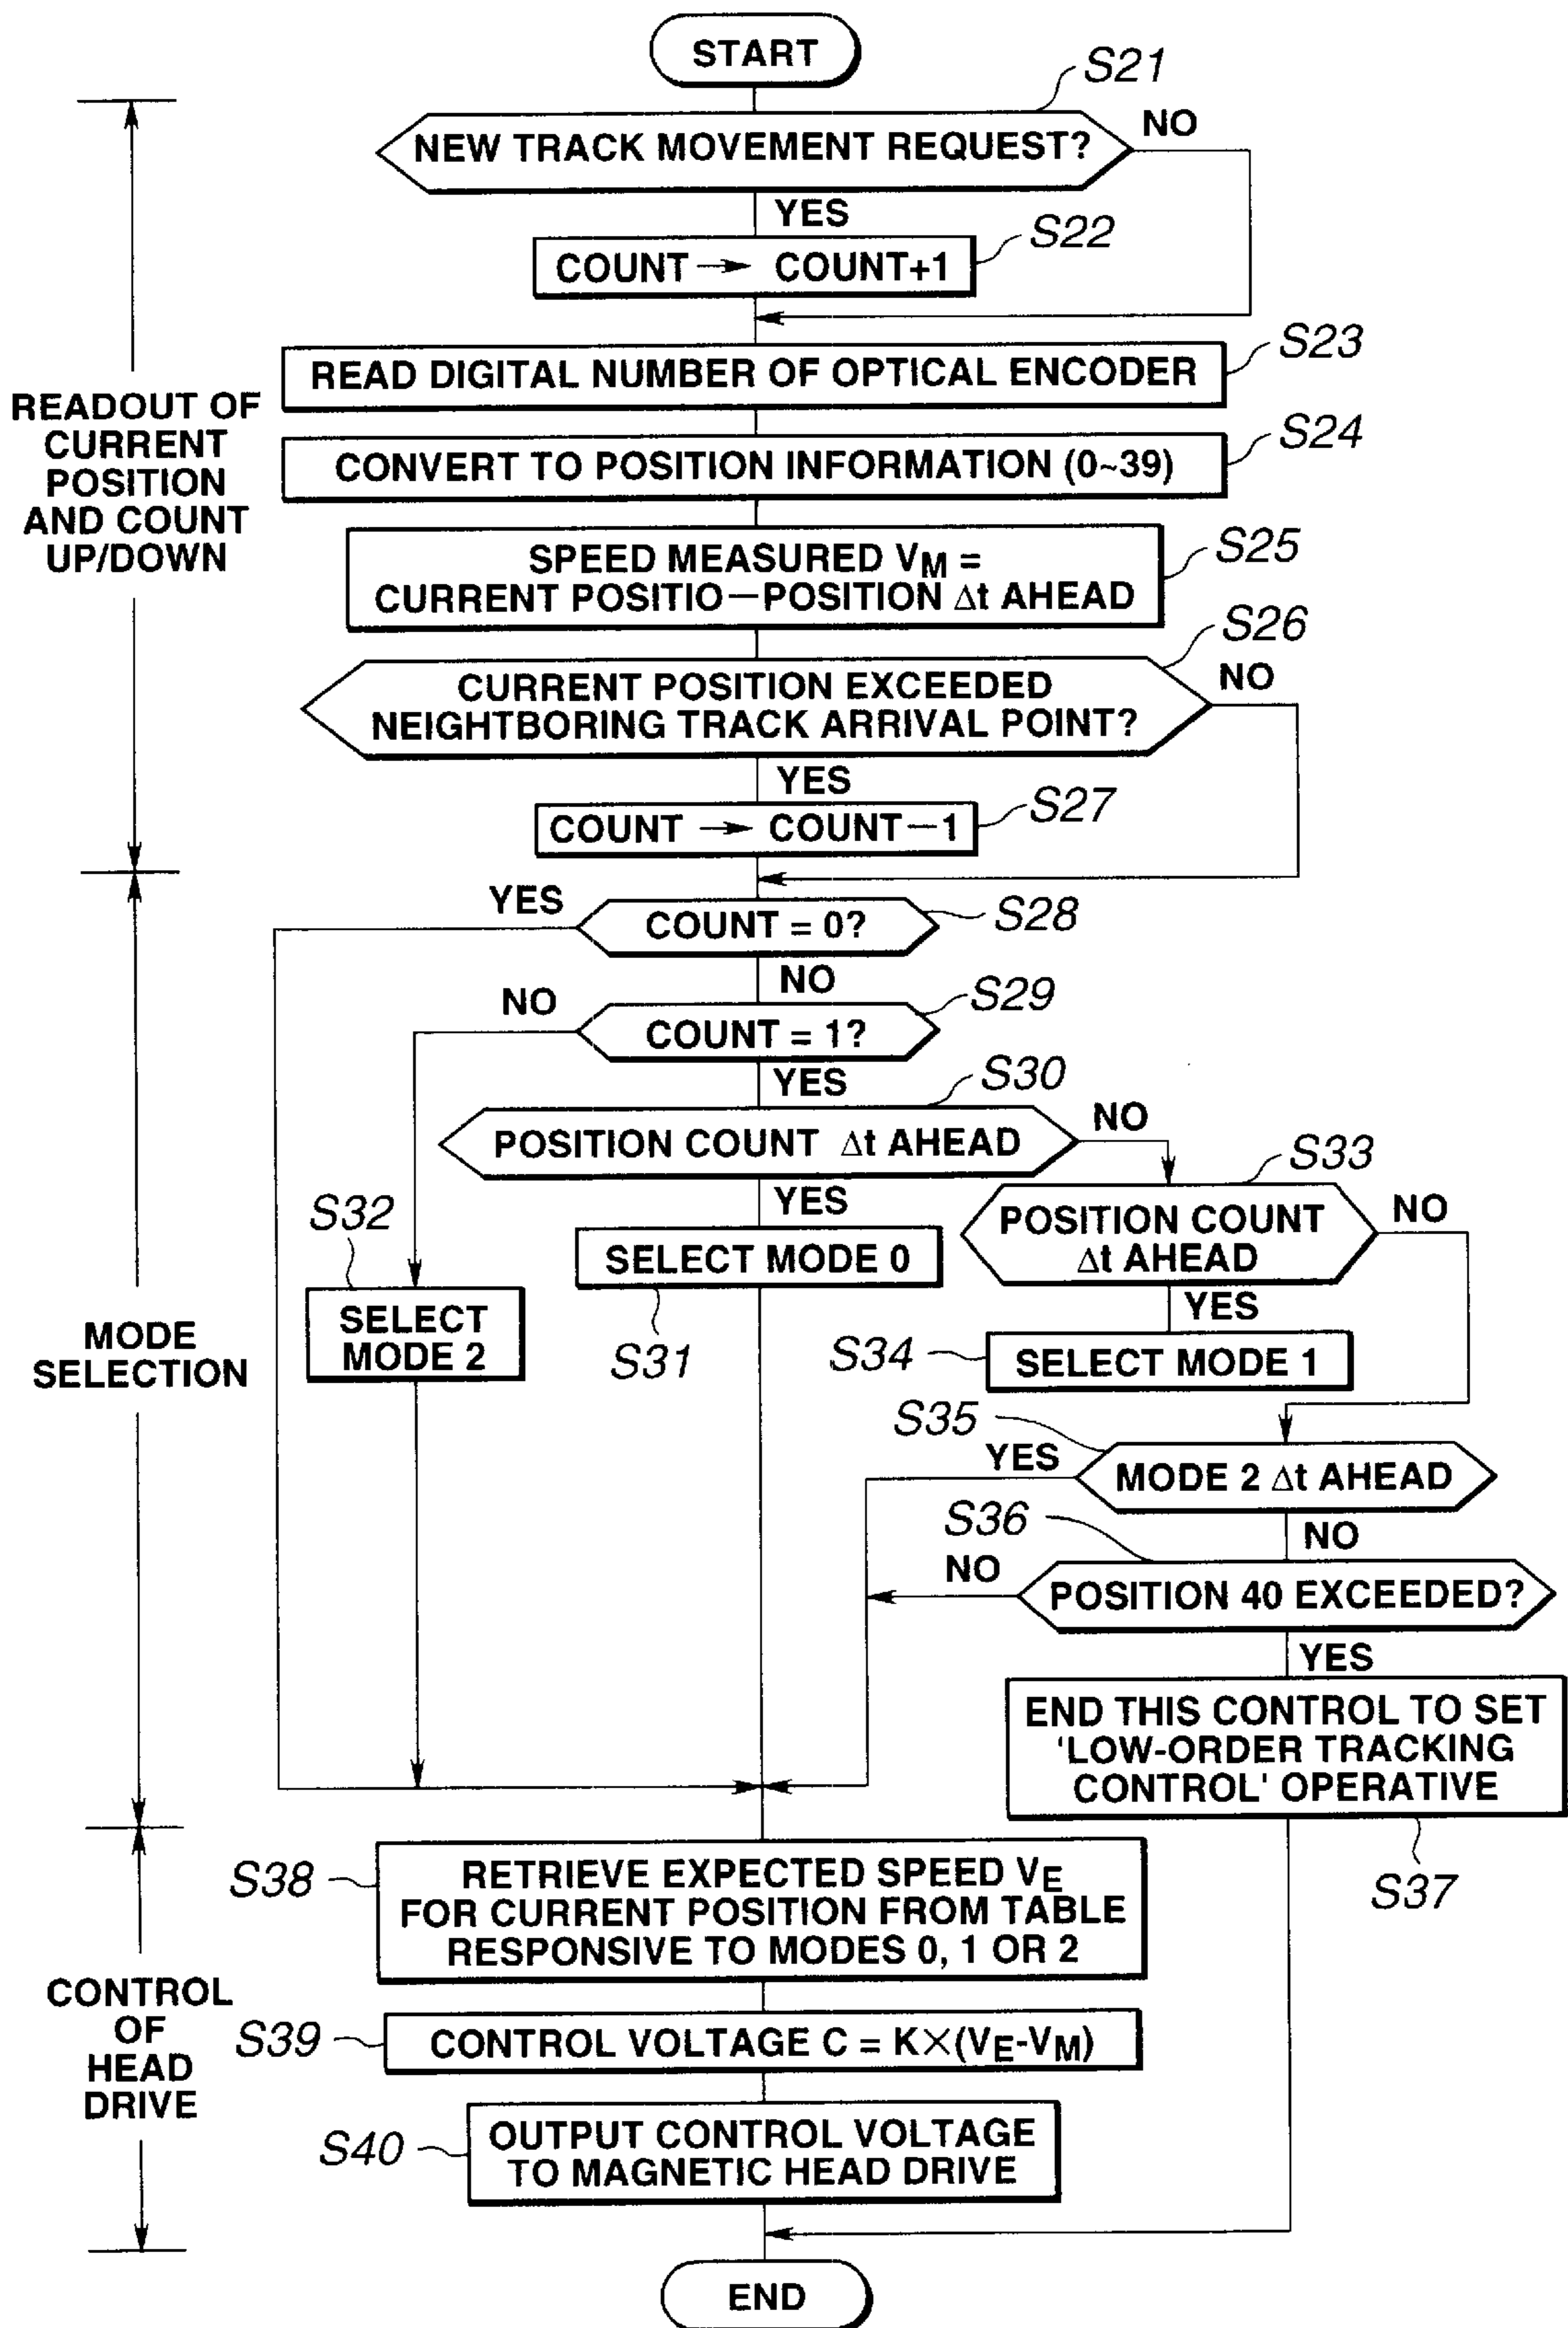 START
S21
NEW TRACK MOVEMENT REQUEST?
NO
YES
S22
COUNT → COUNT+1
S23
READ DIGITAL NUMBER OF OPTICAL ENCODER
S24
CONVERT TO POSITION INFORMATION (0~39)
READOUT OF
CURRENT
POSITION
AND COUNT
UP/DOWN
S25
SPEED MEASURED VM =
CURRENT POSITIO—POSITION Δt AHEAD
S26
CURRENT POSITION EXCEEDED
NEIGHTBORING TRACK ARRIVAL POINT?
NO
YES
S27
COUNT → COUNT—1
S28
COUNT = 0?
YES
NO
S29
COUNT = 1?
NO
YES
S30
POSITION COUNT Δt AHEAD
NO
YES
S33
POSITION COUNT
Δt AHEAD
NO
YES
S32
SELECT
MODE 2
SELECT MODE 0
S31
S34
SELECT MODE 1
MODE
SELECTION
S35
MODE 2 Δt AHEAD
YES
NO
S36
POSITION 40 EXCEEDED?
NO
YES
END THIS CONTROL TO SET
'LOW-ORDER TRACKING
CONTROL' OPERATIVE
S37
S38
RETRIEVE EXPECTED SPEED VE
FOR CURRENT POSITION FROM TABLE
RESPONSIVE TO MODES 0, 1 OR 2
CONTROL
OF
HEAD
DRIVE
S39
CONTROL VOLTAGE C = K×(VE-VM)
S40
OUTPUT CONTROL VOLTAGE
TO MAGNETIC HEAD DRIVE
END